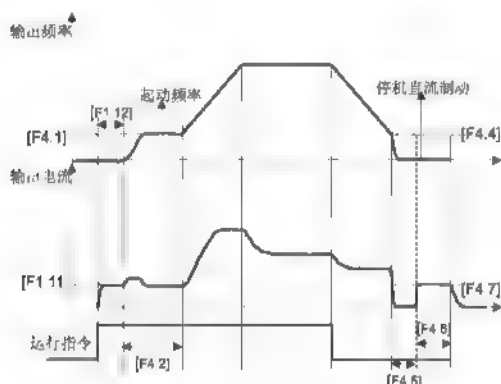 输出频率
起动频率
停机直流制动
[F1.12]
[F4.1]
[F4.4]
输出电流
[F1.11
[F4.7]
运行指令
[F4.2]
[F4.6]
[F4.5]